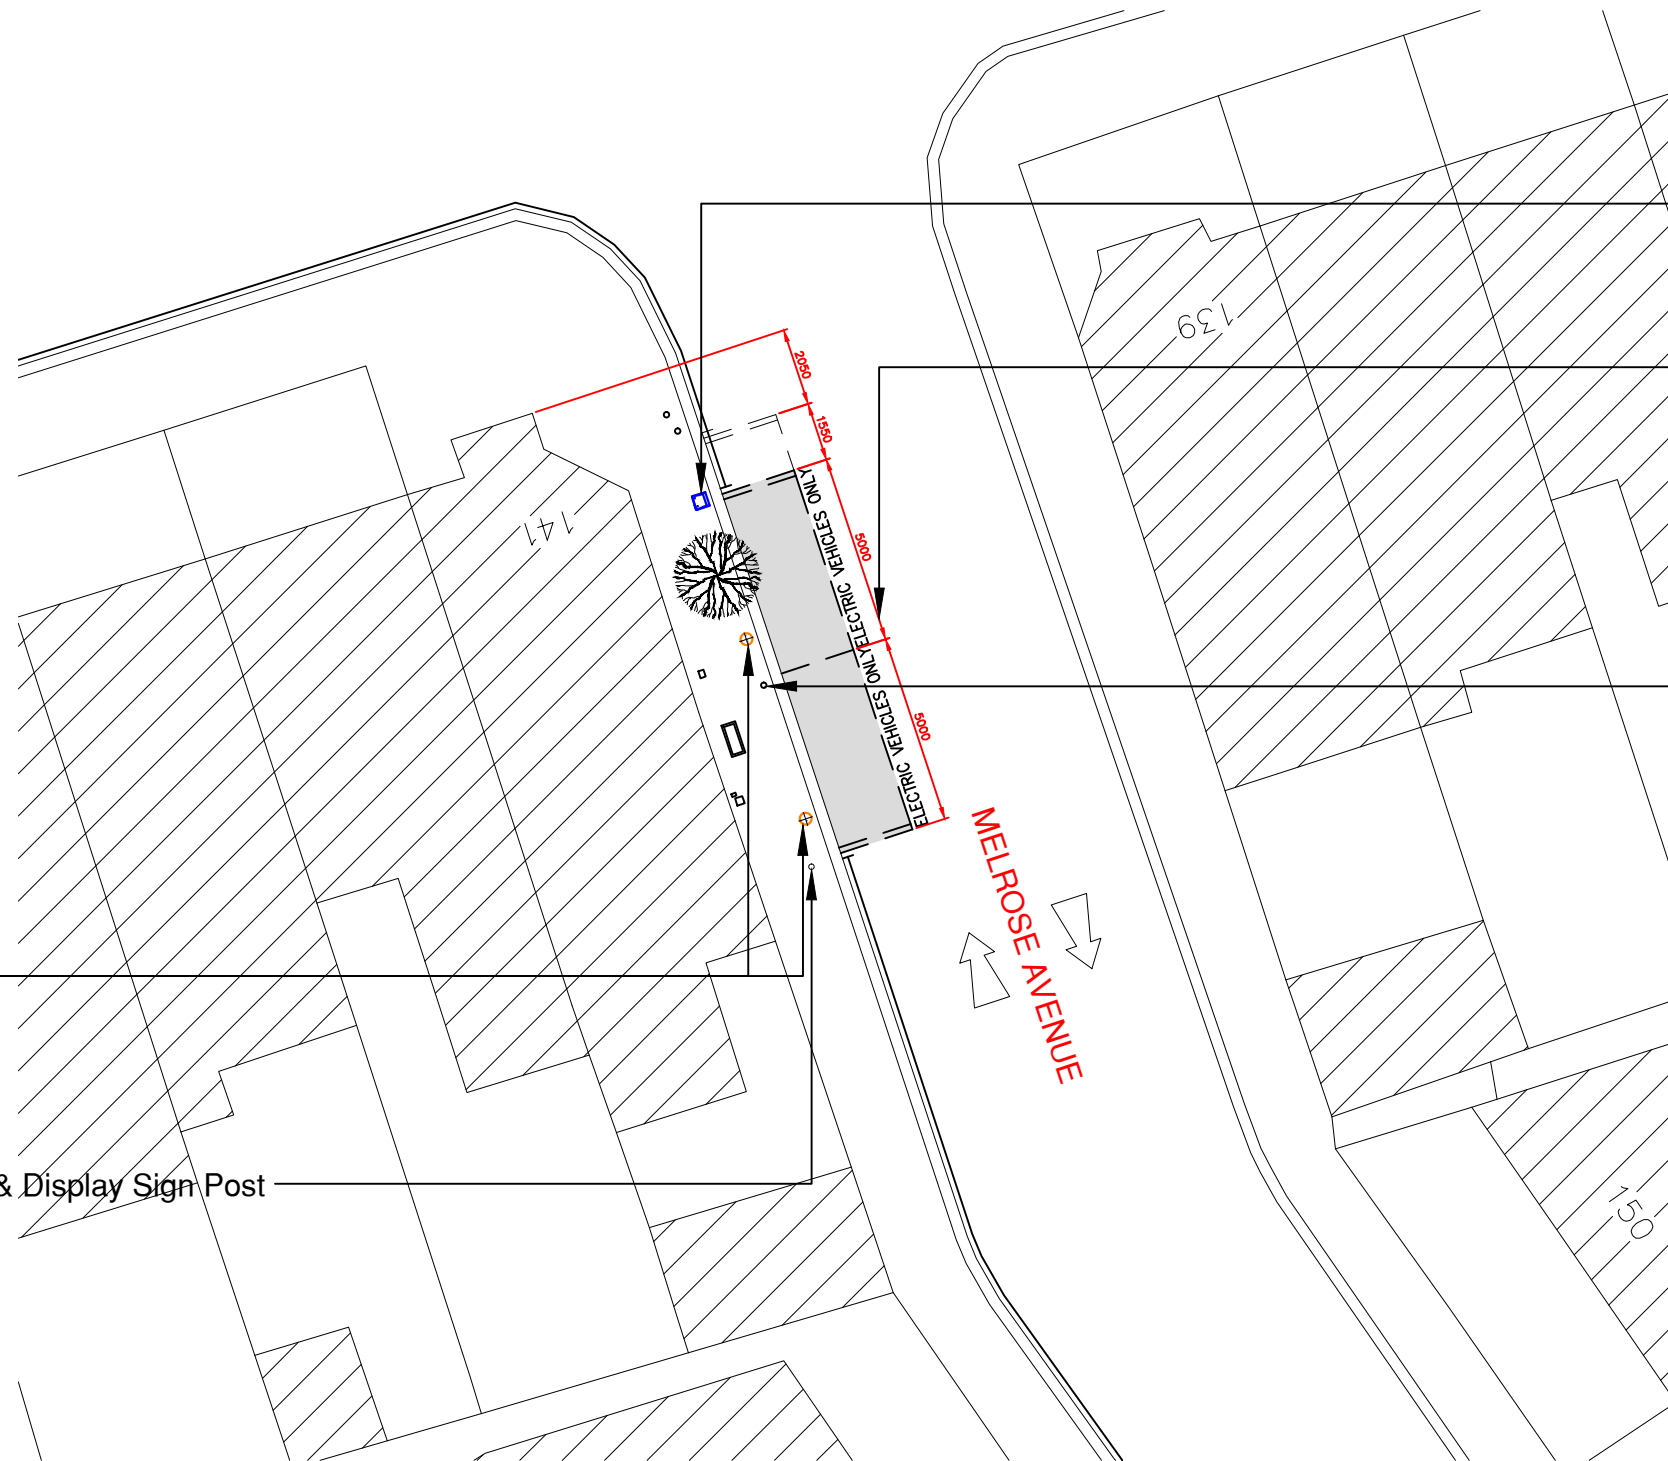 139
2050
1550
141
ELECTRIC VEHICLES ONLY
5000
ELECTRIC VEHICLES ONLY
5000
MELROSE AVENUE
& Display Sign Post
150